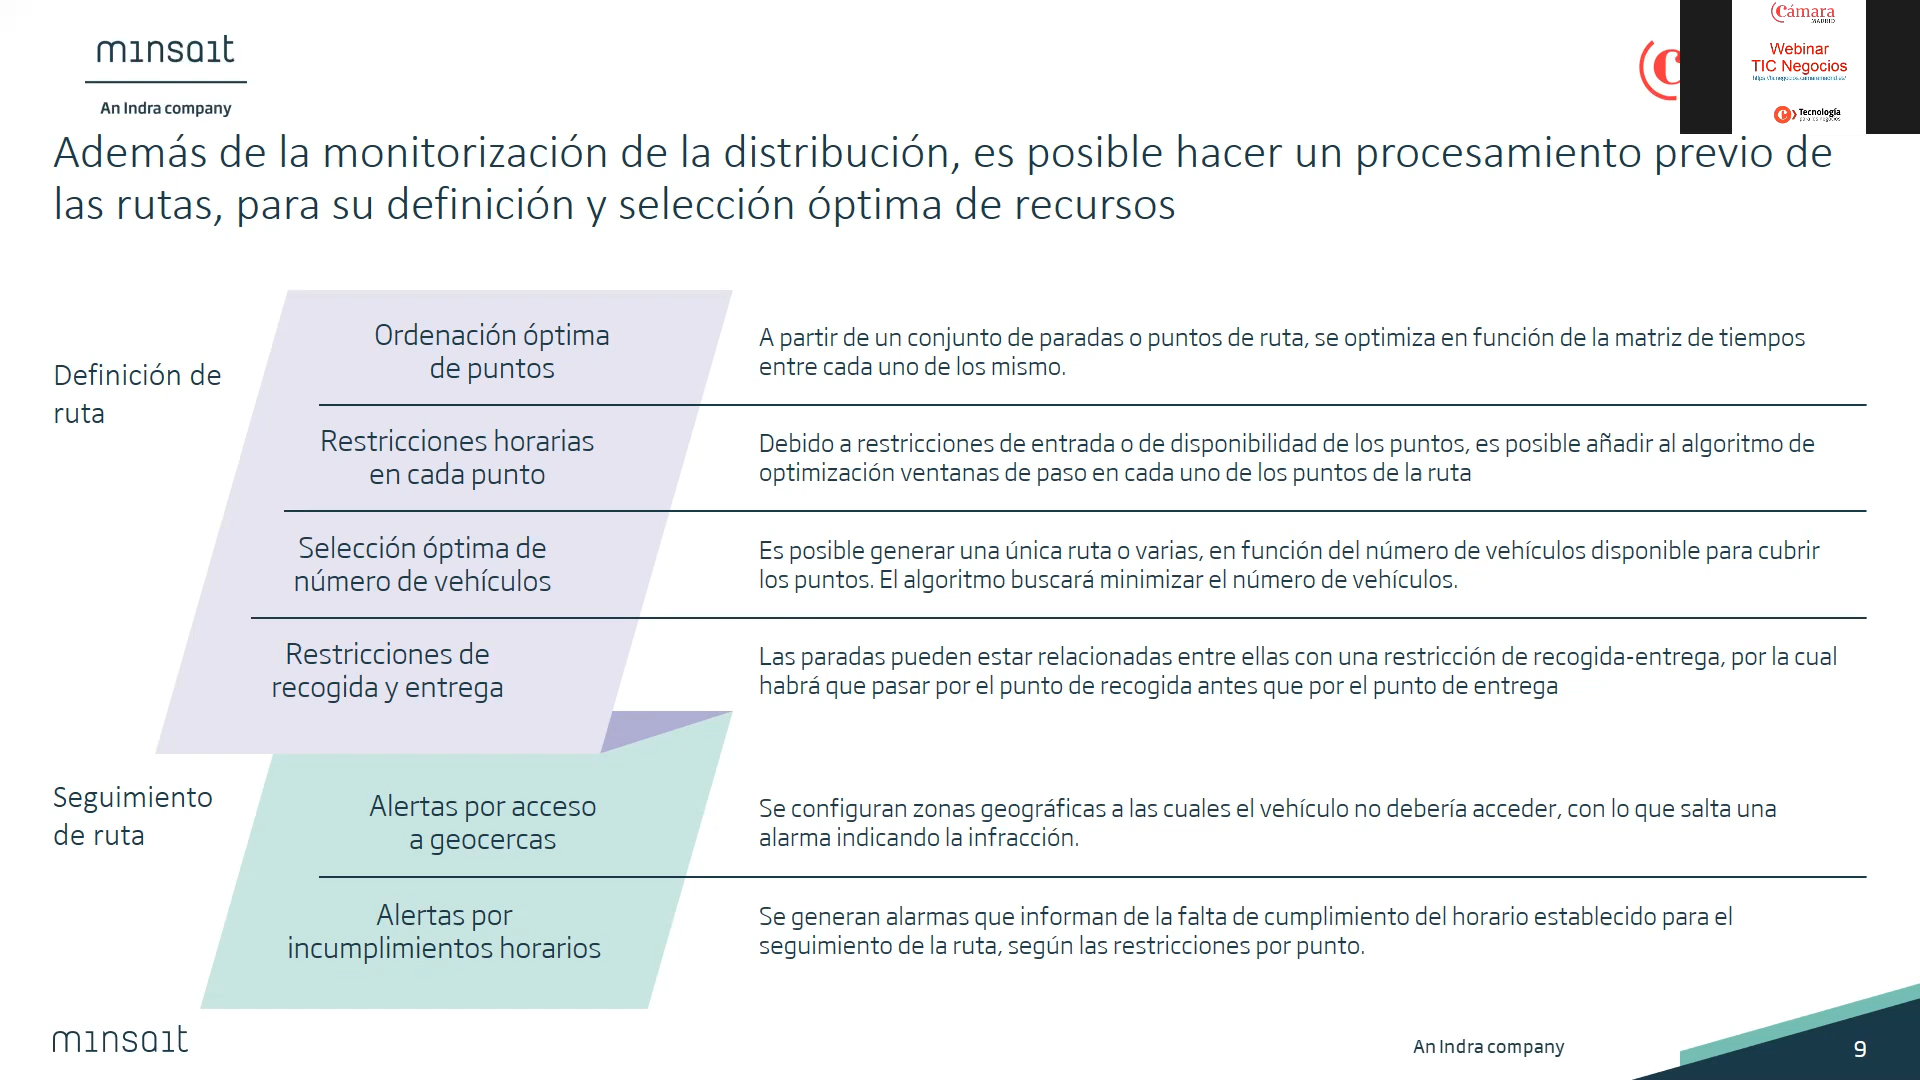 minsait
An Indra company
Cámara
MADRID
Webinar
TIC Negocios
Tecnología
para los negocios
Además de la monitorización de la distribución, es posible hacer un procesamiento previo de
las rutas, para su definición y selección óptima de recursos
Definición de
ruta
Ordenación óptima
de puntos
A partir de un conjunto de paradas o puntos de ruta, se optimiza en función de la matriz de tiempos
entre cada uno de los mismo.
Restricciones horarias
en cada punto
Debido a restricciones de entrada o de disponibilidad de los puntos, es posible añadir al algoritmo de
optimización ventanas de paso en cada uno de los puntos de la ruta
Selección óptima de
número de vehículos
Es posible generar una única ruta o varias, en función del número de vehículos disponible para cubrir
los puntos. El algoritmo buscará minimizar el número de vehículos.
Restricciones de
recogida y entrega
Las paradas pueden estar relacionadas entre ellas con una restricción de recogida-entrega, por la cual
habrá que pasar por el punto de recogida antes que por el punto de entrega
Seguimiento
de ruta
Alertas por acceso
a geocercas
Se configuran zonas geográficas a las cuales el vehículo no debería acceder, con lo que salta una
alarma indicando la infracción.
Alertas por
incumplimientos horarios
Se generan alarmas que informan de la falta de cumplimiento del horario establecido para el
seguimiento de la ruta, según las restricciones por punto.
minsait
An Indra company
9